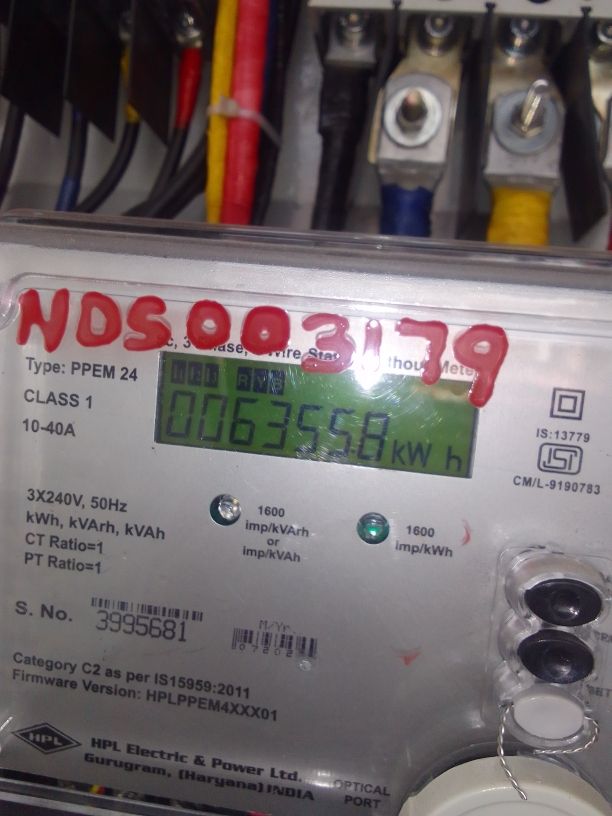 NDS003179
Type: PPEM 24
CLASS 1
10-40A
R Y B
0063558 kW h
IS:13779
ISI
CM/L-9190783
3X240V, 50Hz
kWh, kVArh, kVAh
CT Ratio=1
PT Ratio=1
1600
imp/kVArh
or
imp/kVAh
1600
imp/kWh
S. No. 3995681
M/Yr.
Category C2 as per IS15959:2011
Firmware Version: HPLPPEM4XXX01
HPL
HPL Electric & Power Ltd.
Gurugram, (Haryana) INDIA
OPTICAL
PORT